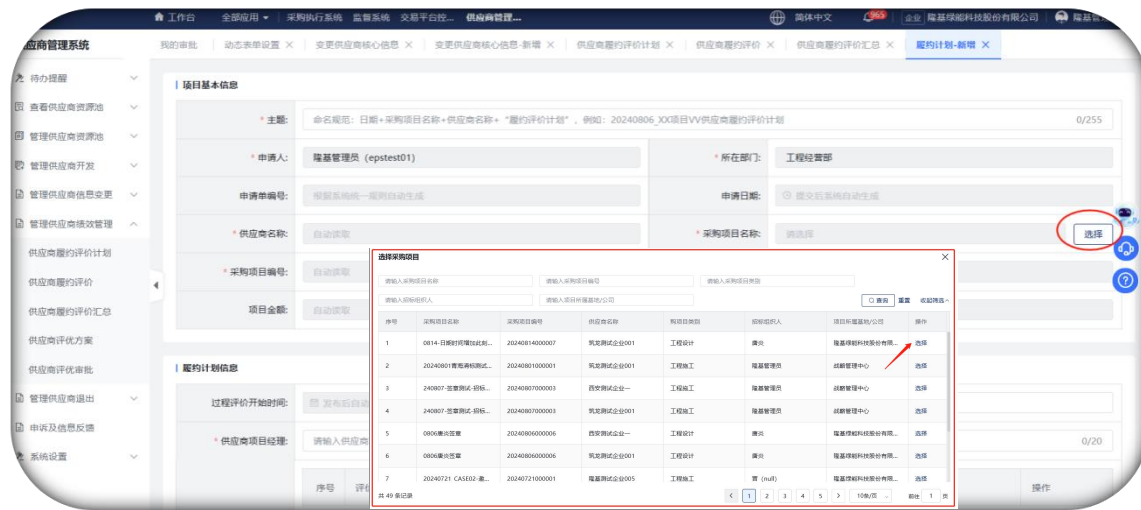 工作台 全部应用 采购执行系统 监督系统 交易平台控... 供应商管理... 简体中文 965 企业 隆基绿能科技股份有限公司 隆基管
应商管理系统 我的审批 动态表单设置 × 变更供应商核心信息 × 变更供应商核心信息-新增 × 供应商履约评价计划 × 供应商履约评价 × 供应商履约评价汇总 × 履约计划-新增 ×
待办提醒
查看供应商资源池
管理供应商资源池
管理供应商开发
管理供应商信息变更
管理供应商绩效管理
供应商履约评价计划
供应商履约评价
供应商履约评价汇总
供应商评优方案
供应商评优审批
管理供应商退出
申诉及信息反馈
系统设置
项目基本信息
* 主题: 命名规范：日期+采购项目名称+供应商名称+ “履约评价计划” ，例如：20240806_XX项目VV供应商履约评价计划 0/255
* 申请人: 隆基管理员 (epstest01) * 所在部门: 工程经营部
申请单编号: 根据系统统一规则自动生成 申请日期: 提交后系统自动生成
* 供应商名称: 自动读取 * 采购项目名称: 请选择 选择
* 采购项目编号: 自动读取
项目金额: 自动读取
履约计划信息
过程评价开始时间: 发布后自动
* 供应商项目经理: 请输入供应商 0/20
序号 评价 操作
选择采购项目 ×
请输入采购项目名称 请输入采购项目编号 请输入采购项目类别
请输入招标组织人 请输入项目所属基地/公司 查询 重置 收起筛选
序号 采购项目名称 采购项目编号 供应商名称 购项目类别 招标组织人 项目所属基地/公司 操作
1 0814-日期时间增加此刻... 20240814000007 筑龙测试企业001 工程设计 唐炎 隆基绿能科技股份有限... 选择
2 20240801 20240801000001 筑龙测试企业001 工程施工 隆基管理员 战略管理中心 选择
3 240807-签章测试-招标... 20240807000003 西安测试企业一 工程施工 隆基管理员 战略管理中心 选择
4 240807-签章测试-招标... 20240807000003 筑龙测试企业001 工程施工 隆基管理员 战略管理中心 选择
5 0806唐炎签章 20240806000006 西安测试企业一 工程设计 唐炎 隆基绿能科技股份有限... 选择
6 0806唐炎签章 20240806000006 筑龙测试企业001 工程设计 唐炎 隆基绿能科技股份有限... 选择
7 20240721 CASE02-邀... 20240721000001 隆基测试企业005 工程施工 (null) 隆基绿能科技股份有限... 选择
共 49 条记录 < 1 2 3 4 5 > 10条/页 前往 1 页